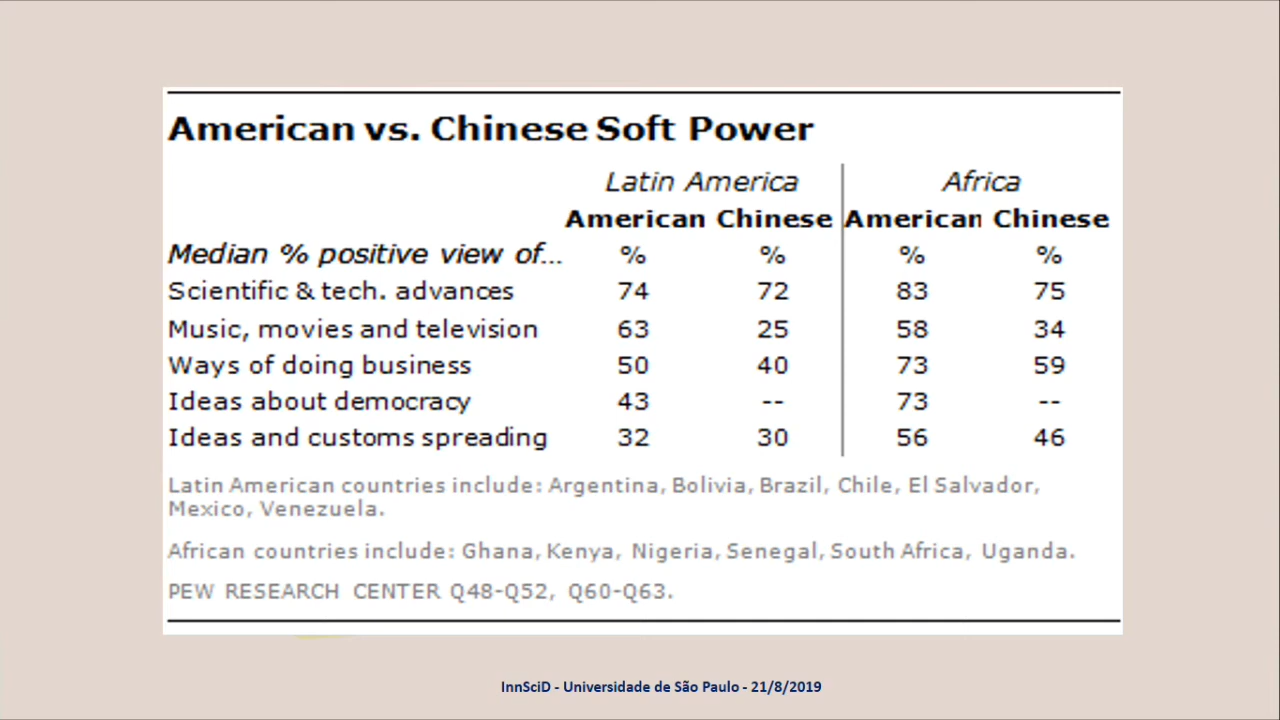 American vs. Chinese Soft Power
Latin America Africa
American Chinese American Chinese
Median % positive view of... % % % %
Scientific & tech. advances 74 72 83 75
Music, movies and television 63 25 58 34
Ways of doing business 50 40 73 59
Ideas about democracy 43 -- 73 --
Ideas and customs spreading 32 30 56 46
Latin American countries include: Argentina, Bolivia, Brazil, Chile, El Salvador,
Mexico, Venezuela.
African countries include: Ghana, Kenya, Nigeria, Senegal, South Africa, Uganda.
PEW RESEARCH CENTER Q48-Q52, Q60-Q63.
InnSciD - Universidade de São Paulo - 21/8/2019